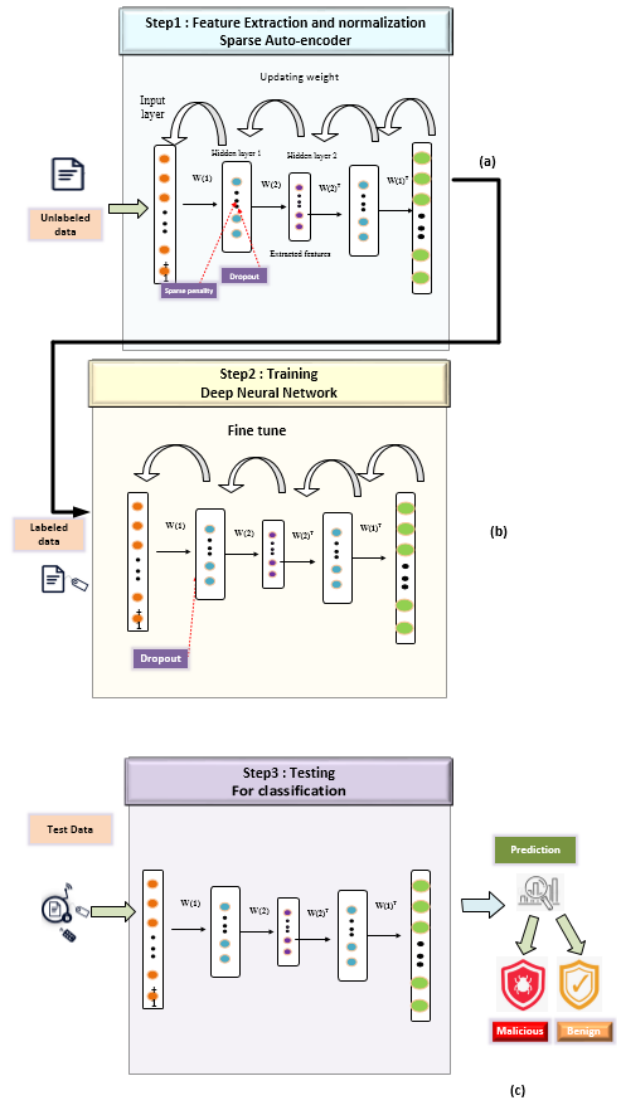 Step1 : Feature Extraction and normalization
Sparse Auto-encoder
Updating weight
Input
layer
(a)
Hidden layer 1
Hidden layer 2
W(1)
W(2)
W(2)ᵀ
W(1)ᵀ
Unlabeled
data
+1
Extracted features
Dropout
Sparse penality
Step2 : Training
Deep Neural Network
Fine tune
W(1)
W(2)
W(2)ᵀ
W(1)ᵀ
Labeled
data
(b)
+1
Dropout
Step3 : Testing
For classification
Test Data
Prediction
W(1)
W(2)
W(2)ᵀ
W(1)ᵀ
+1
Malicious
Benign
(c)